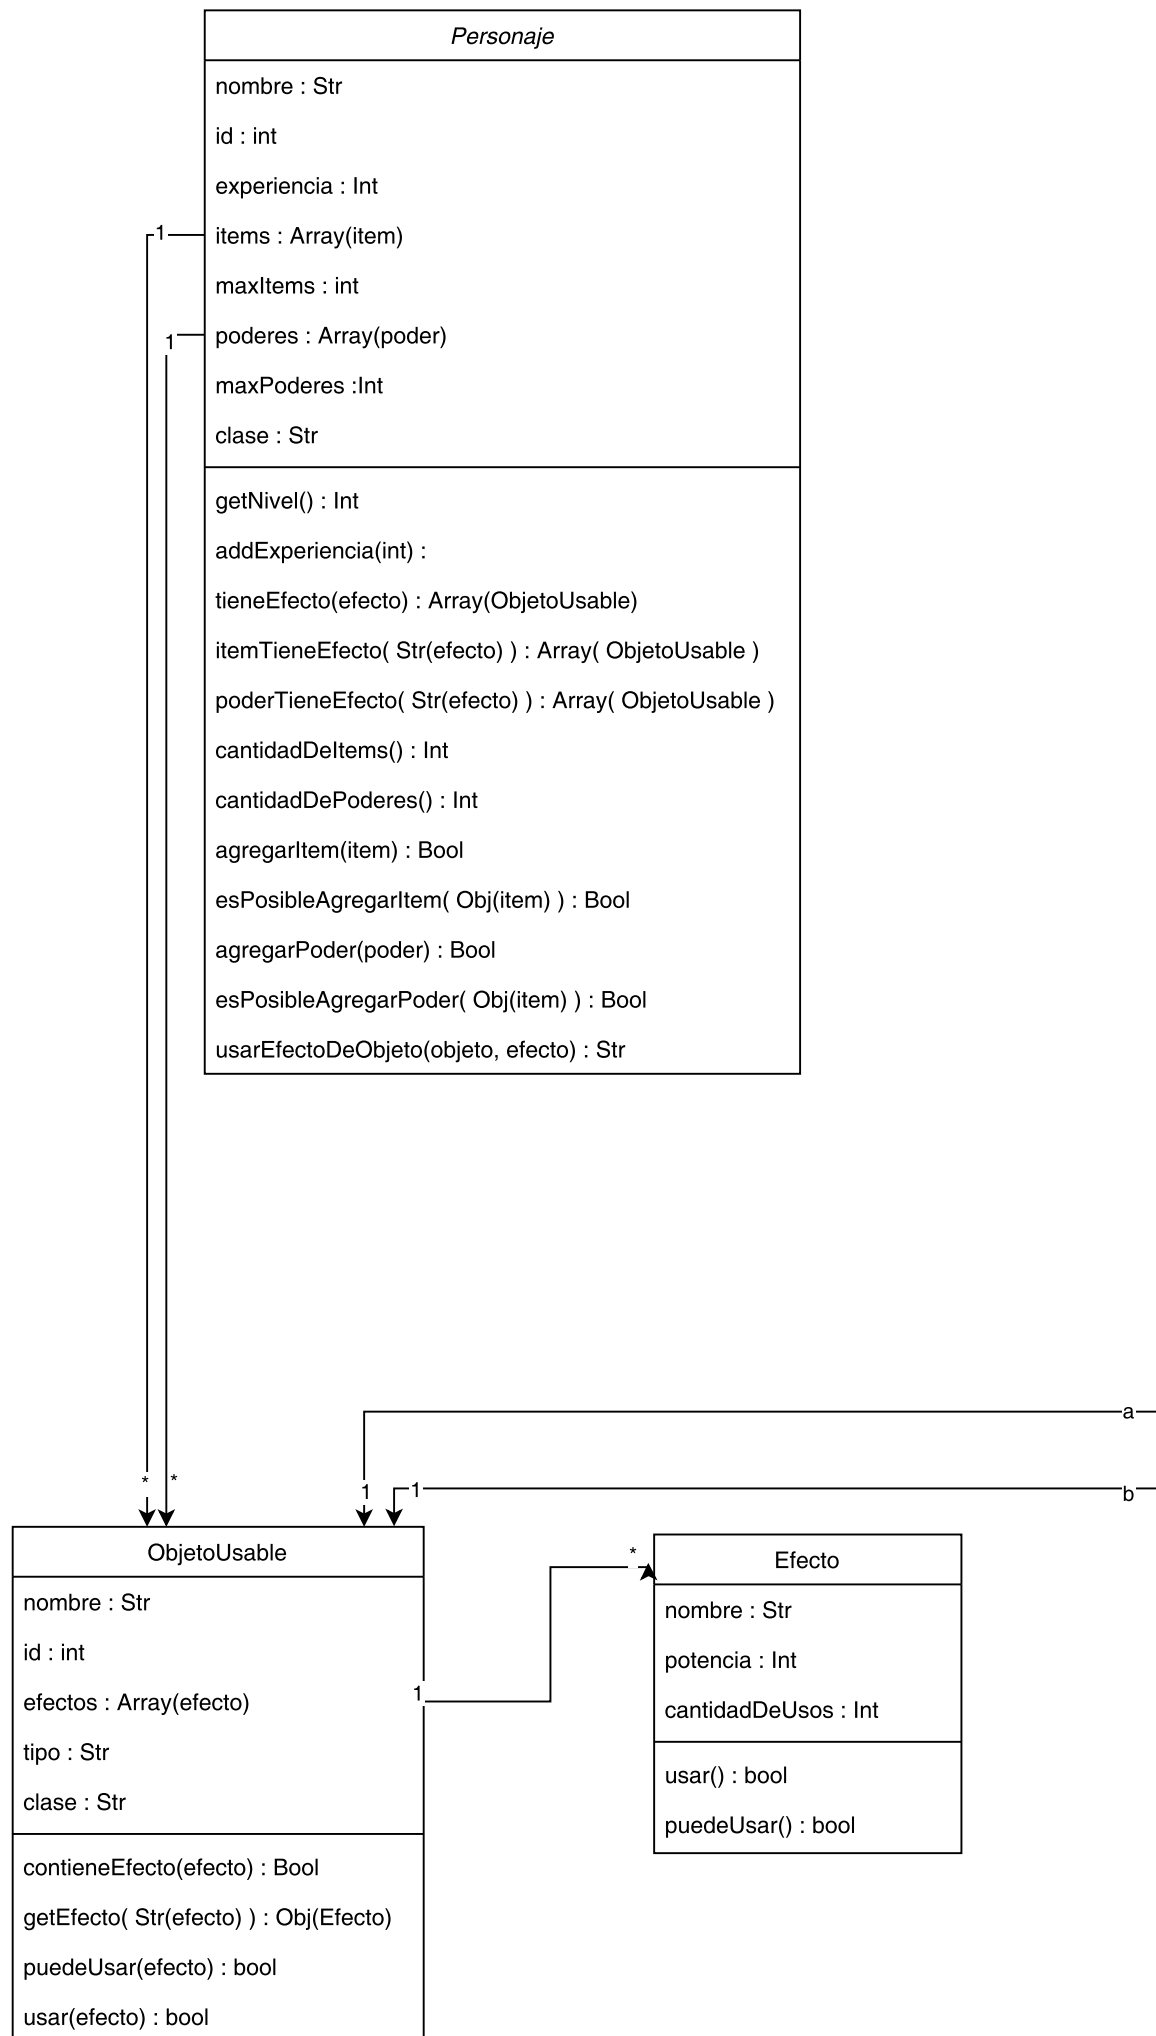 Personaje
nombre : Str
id : int
experiencia : Int
1
items : Array(item)
maxItems : int
1
poderes : Array(poder)
maxPoderes :Int
clase : Str
getNivel() : Int
addExperiencia(int) :
tieneEfecto(efecto) : Array(ObjetoUsable)
itemTieneEfecto( Str(efecto) ) : Array( ObjetoUsable )
poderTieneEfecto( Str(efecto) ) : Array( ObjetoUsable )
cantidadDeItems() : Int
cantidadDePoderes() : Int
agregarItem(item) : Bool
esPosibleAgregarItem( Obj(item) ) : Bool
agregarPoder(poder) : Bool
esPosibleAgregarPoder( Obj(item) ) : Bool
usarEfectoDeObjeto(objeto, efecto) : Str
a
* * 1
1 b
ObjetoUsable
nombre : Str
id : int
efectos : Array(efecto)
1
tipo : Str
clase : Str
contieneEfecto(efecto) : Bool
getEfecto( Str(efecto) ) : Obj(Efecto)
puedeUsar(efecto) : bool
usar(efecto) : bool
*
Efecto
nombre : Str
potencia : Int
cantidadDeUsos : Int
usar() : bool
puedeUsar() : bool